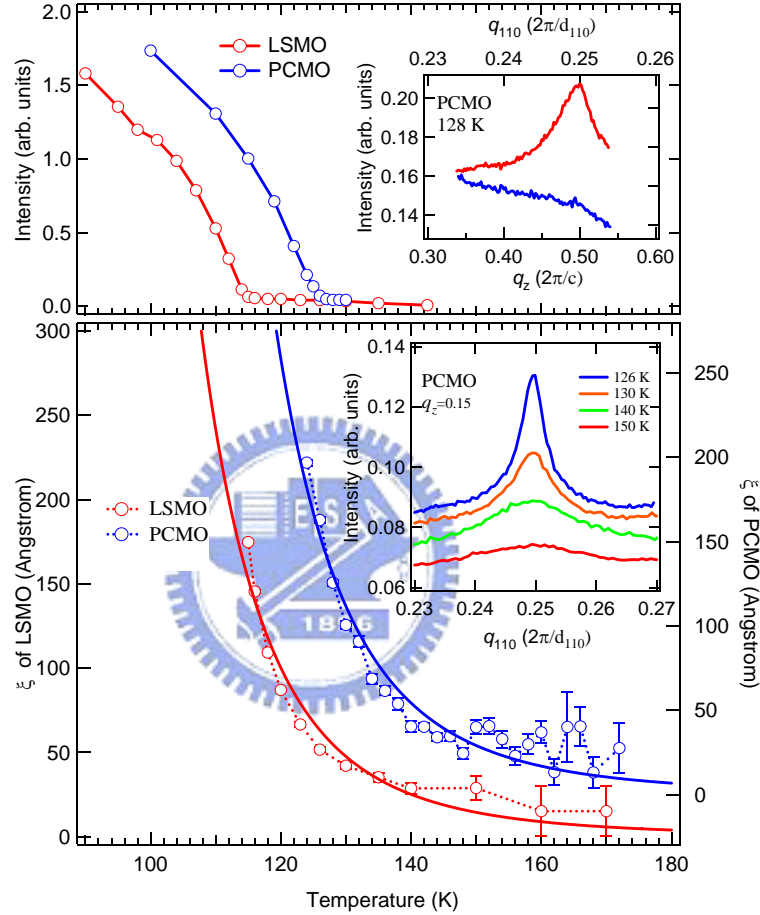 2.0
1.5
1.0
0.5
0.0
Intensity (arb. units)
LSMO
PCMO
q110 (2π/d110)
0.23 0.24 0.25 0.26
0.20
0.18
0.16
0.14
Intensity (arb. units)
PCMO
128 K
0.30 0.40 0.50 0.60
qz (2π/c)
300
250
200
150
100
50
0
ξ of LSMO (Angstrom)
LSMO
PCMO
0.14
0.12
0.10
0.08
0.06
Intensity (arb. units)
PCMO
qz=0.15
126 K
130 K
140 K
150 K
0.23 0.24 0.25 0.26 0.27
q110 (2π/d110)
250
200
150
100
50
0
ξ of PCMO (Angstrom)
E S
1896
100 120 140 160 180
Temperature (K)